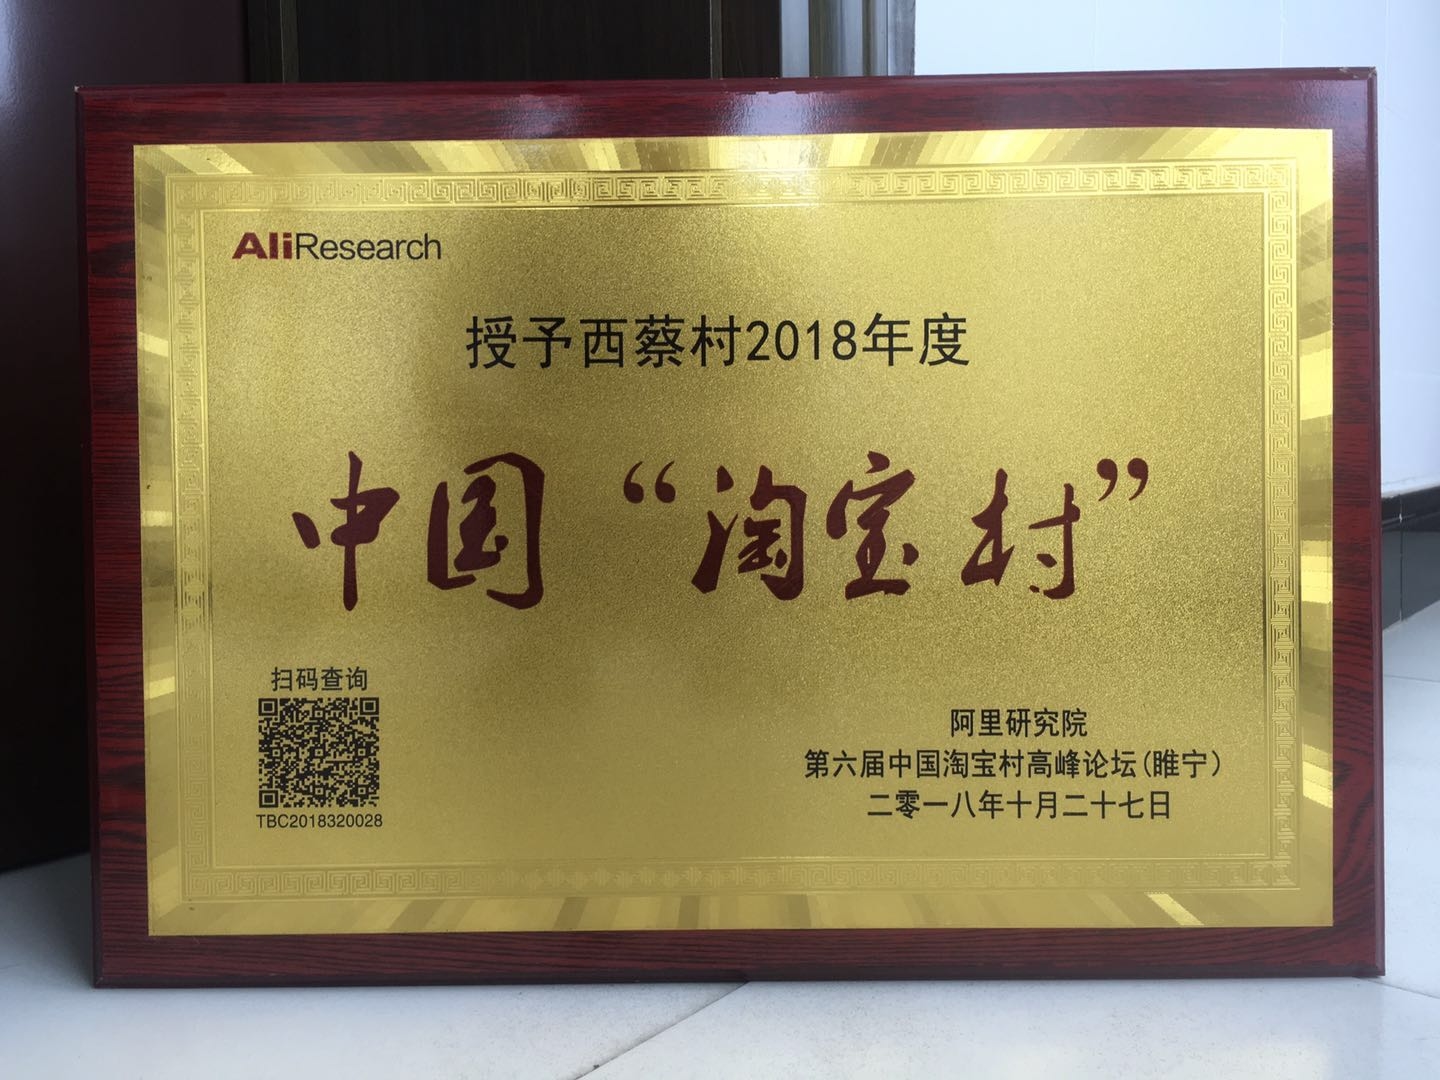 AliResearch
授予西蔡村2018年度
中国“淘宝村”
扫码查询
TBC2018320028
阿里研究院
第六届中国淘宝村高峰论坛(睢宁)
二零一八年十月二十七日